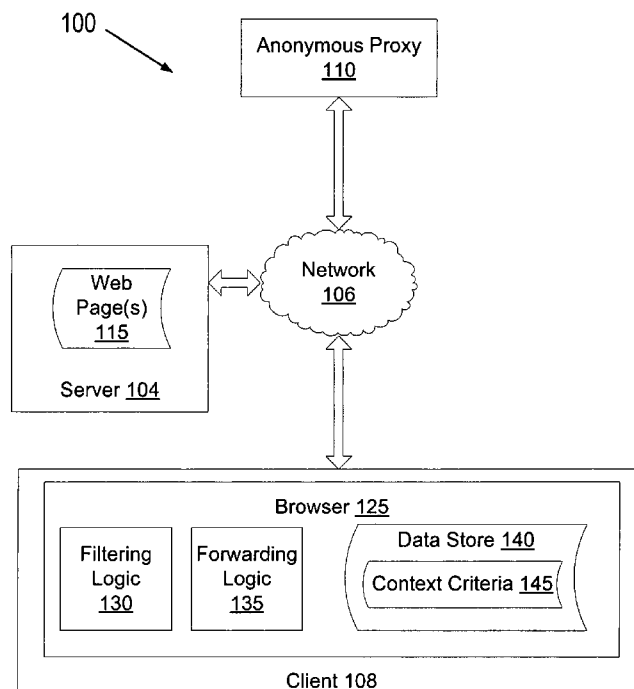 100
Anonymous Proxy
110
Network
106
Web
Page(s)
115
Server 104
Browser 125
Filtering
Logic
130
Forwarding
Logic
135
Data Store 140
Context Criteria 145
Client 108